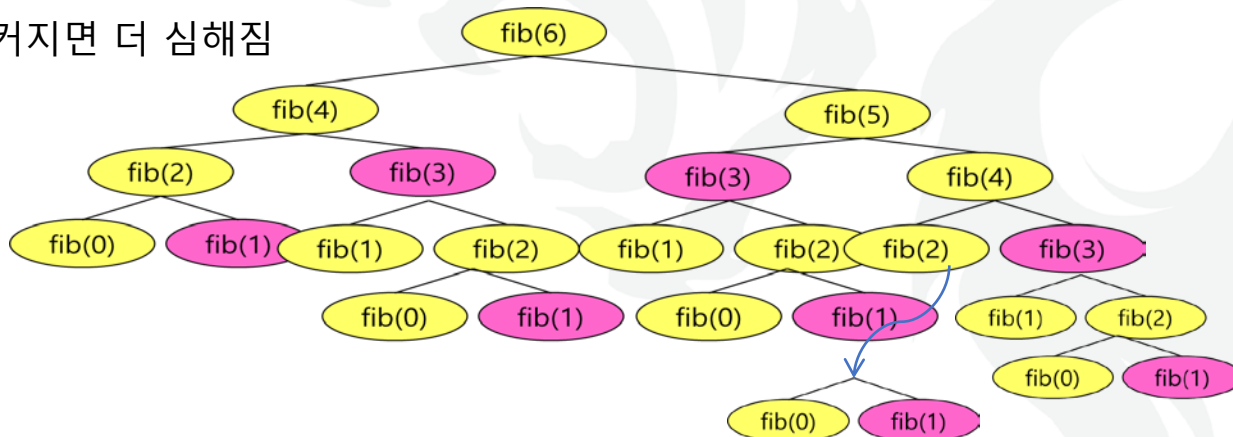 커지면 더 심해짐
fib(6)
fib(4) fib(5)
fib(2) fib(3) fib(3) fib(4)
fib(0) fib(1) fib(1) fib(2) fib(1) fib(2) fib(2) fib(3)
fib(0) fib(1) fib(0) fib(1) fib(1) fib(2)
fib(0) fib(1)
fib(0) fib(1)